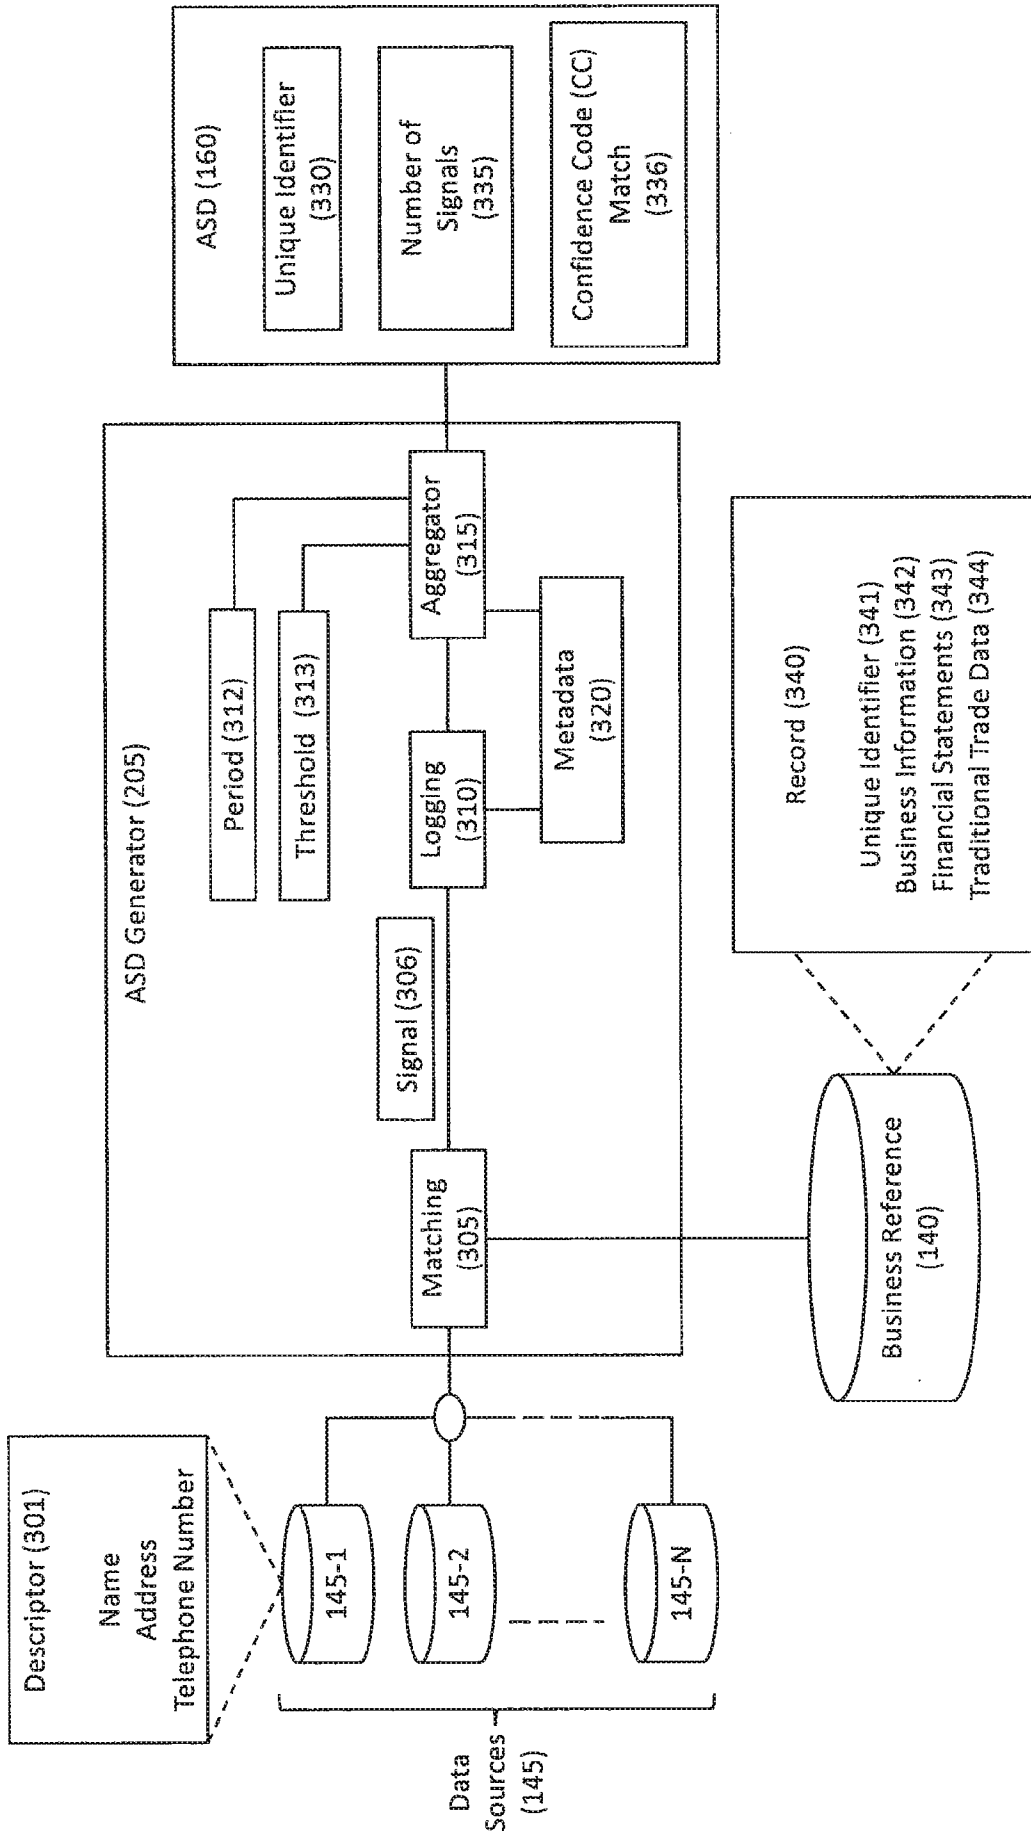 Descriptor (301)
Name
Address
Telephone Number
Data
Sources
(145)
145-1
145-2
145-N
ASD Generator (205)
Matching
(305)
Signal (306)
Logging
(310)
Period (312)
Threshold (313)
Aggregator
(315)
Metadata
(320)
Business Reference
(140)
Record (340)
Unique Identifier (341)
Business Information (342)
Financial Statements (343)
Traditional Trade Data (344)
ASD (160)
Unique Identifier
(330)
Number of
Signals
(335)
Confidence Code (CC)
Match
(336)